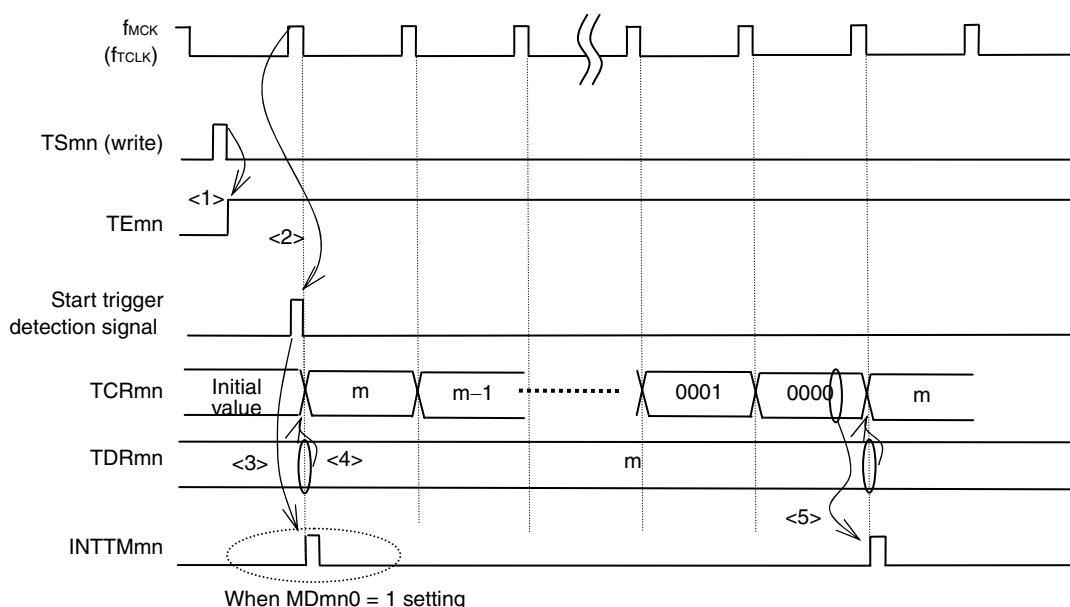 fMCK
(fTCLK)
TSmn (write)
<1>
TEmn
<2>
Start trigger
detection signal
TCRmn
Initial
value
m
m−1
0001
0000
m
TDRmn
<3>
<4>
m
<5>
INTTMmn
When MDmn0 = 1 setting